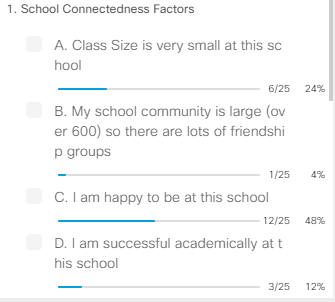 1. School Connectedness Factors
A. Class Size is very small at this sc
hool
6/25 24%
B. My school community is large (ov
er 600) so there are lots of friendshi
p groups
1/25 4%
C. I am happy to be at this school
12/25 48%
D. I am successful academically at t
his school
3/25 12%